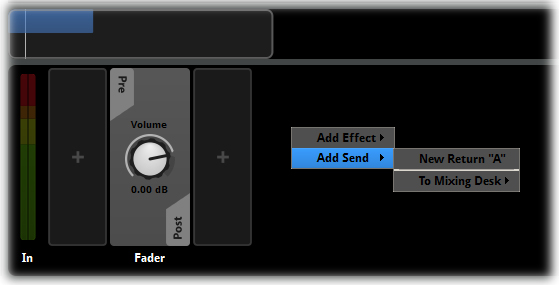 Pre
Volume
0.00 dB
Post
In
Fader
Add Effect
Add Send
New Return "A"
To Mixing Desk